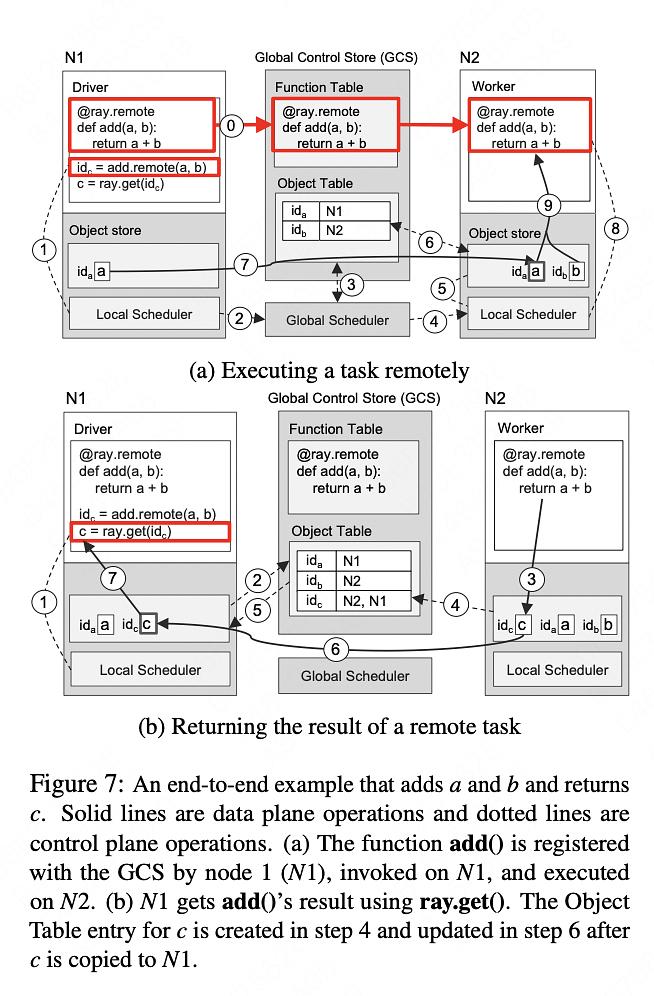 N1
Global Control Store (GCS)
N2
Driver
@ray.remote
def add(a, b):
return a + b
idc = add.remote(a, b)
c = ray.get(idc)
0
Function Table
@ray.remote
def add(a, b):
return a + b
Worker
@ray.remote
def add(a, b):
return a + b
Object Table
ida N1
idb N2
1
Object store
ida a
7
6
9
8
Object store
ida a idb b
3
5
Local Scheduler
2
Global Scheduler
4
Local Scheduler
(a) Executing a task remotely
N1
Global Control Store (GCS)
N2
Driver
@ray.remote
def add(a, b):
return a + b
idc = add.remote(a, b)
c = ray.get(idc)
Function Table
@ray.remote
def add(a, b):
return a + b
Worker
@ray.remote
def add(a, b):
return a + b
Object Table
ida N1
idb N2
idc N2, N1
1
7
2
5
4
3
ida a idc c
6
idc c ida a idb b
Local Scheduler
Global Scheduler
Local Scheduler
(b) Returning the result of a remote task
Figure 7: An end-to-end example that adds a and b and returns
c. Solid lines are data plane operations and dotted lines are
control plane operations. (a) The function add() is registered
with the GCS by node 1 (N1), invoked on N1, and executed
on N2. (b) N1 gets add()'s result using ray.get(). The Object
Table entry for c is created in step 4 and updated in step 6 after
c is copied to N1.